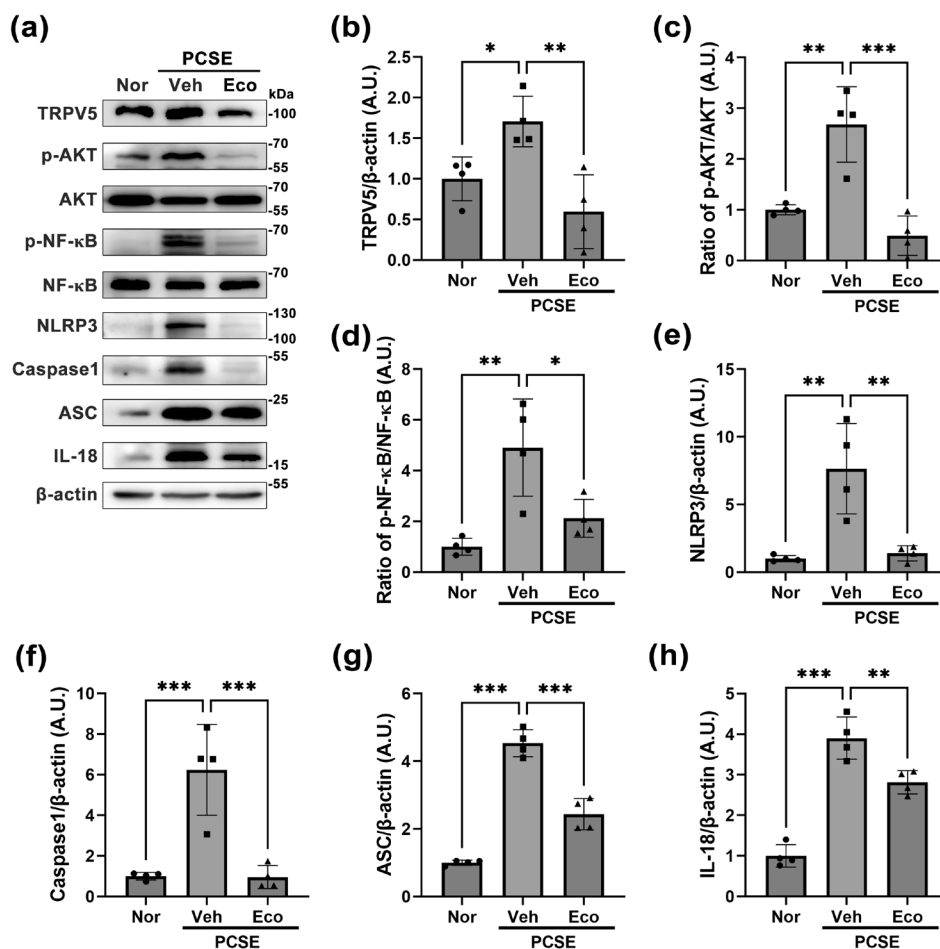 (a)
PCSE
Nor Veh Eco kDa
TRPV5 -100
p-AKT -70
-55
AKT -70
-55
p-NF-κB -70
NF-κB -70
NLRP3 -130
-100
Caspase1 -55
ASC -25
IL-18 -15
β-actin -55
(b)
TRPV5/β-actin (A.U.)
2.5
2.0
1.5
1.0
0.5
0.0
* **
Nor Veh Eco
PCSE
(c)
Ratio of p-AKT/AKT (A.U.)
4
3
2
1
0
** ***
Nor Veh Eco
PCSE
(d)
Ratio of p-NF-κB/NF-κB (A.U.)
8
6
4
2
0
** *
Nor Veh Eco
PCSE
(e)
NLRP3/β-actin (A.U.)
15
10
5
0
** **
Nor Veh Eco
PCSE
(f)
Caspase1/β-actin (A.U.)
10
8
6
4
2
0
*** ***
Nor Veh Eco
PCSE
(g)
ASC/β-actin (A.U.)
6
4
2
0
*** ***
Nor Veh Eco
PCSE
(h)
IL-18/β-actin (A.U.)
5
4
3
2
1
0
*** **
Nor Veh Eco
PCSE